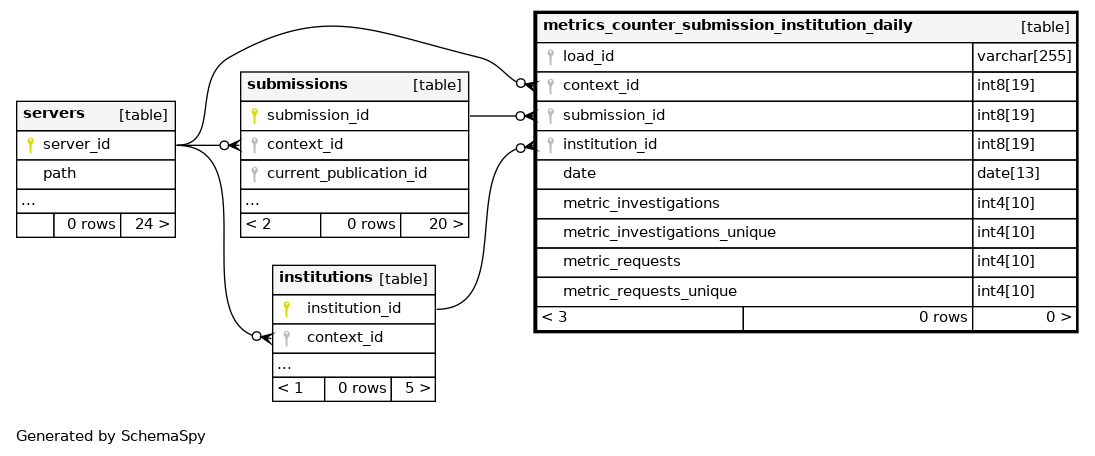 servers [table]
server_id
path
...
0 rows 24 >
submissions [table]
submission_id
context_id
current_publication_id
...
< 2 0 rows 20 >
institutions [table]
institution_id
context_id
...
< 1 0 rows 5 >
metrics_counter_submission_institution_daily [table]
load_id varchar[255]
context_id int8[19]
submission_id int8[19]
institution_id int8[19]
date date[13]
metric_investigations int4[10]
metric_investigations_unique int4[10]
metric_requests int4[10]
metric_requests_unique int4[10]
< 3 0 rows 0 >
Generated by SchemaSpy